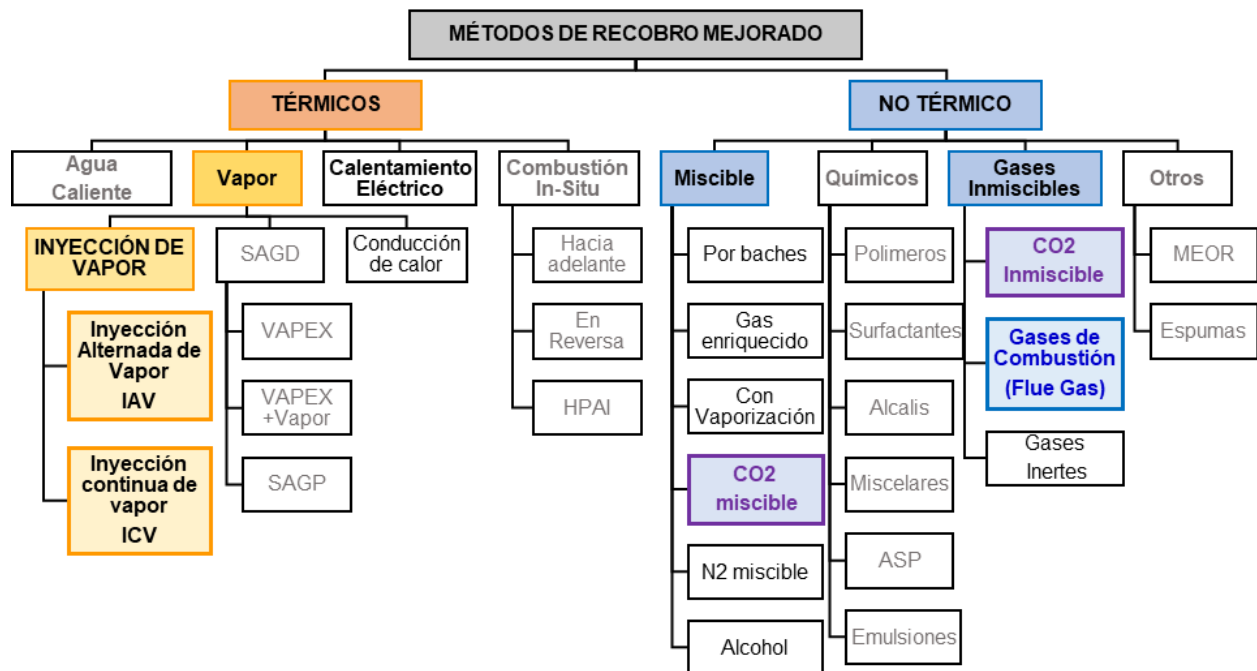 MÉTODOS DE RECOBRO MEJORADO
TÉRMICOS
NO TÉRMICO
Agua
Caliente
Vapor
Calentamiento
Eléctrico
Combustión
In-Situ
Miscible
Químicos
Gases
Inmiscibles
Otros
INYECCIÓN DE
VAPOR
Inyección
Alternada de
Vapor
IAV
Inyección
continua de
vapor
ICV
SAGD
VAPEX
VAPEX
+Vapor
SAGP
Conducción
de calor
Hacia
adelante
En
Reversa
HPAI
Por baches
Gas
enriquecido
Con
Vaporización
CO2
miscible
N2 miscible
Alcohol
Polimeros
Surfactantes
Alcalis
Miscelares
ASP
Emulsiones
CO2
Inmiscible
Gases de
Combustión
(Flue Gas)
Gases
Inertes
MEOR
Espumas